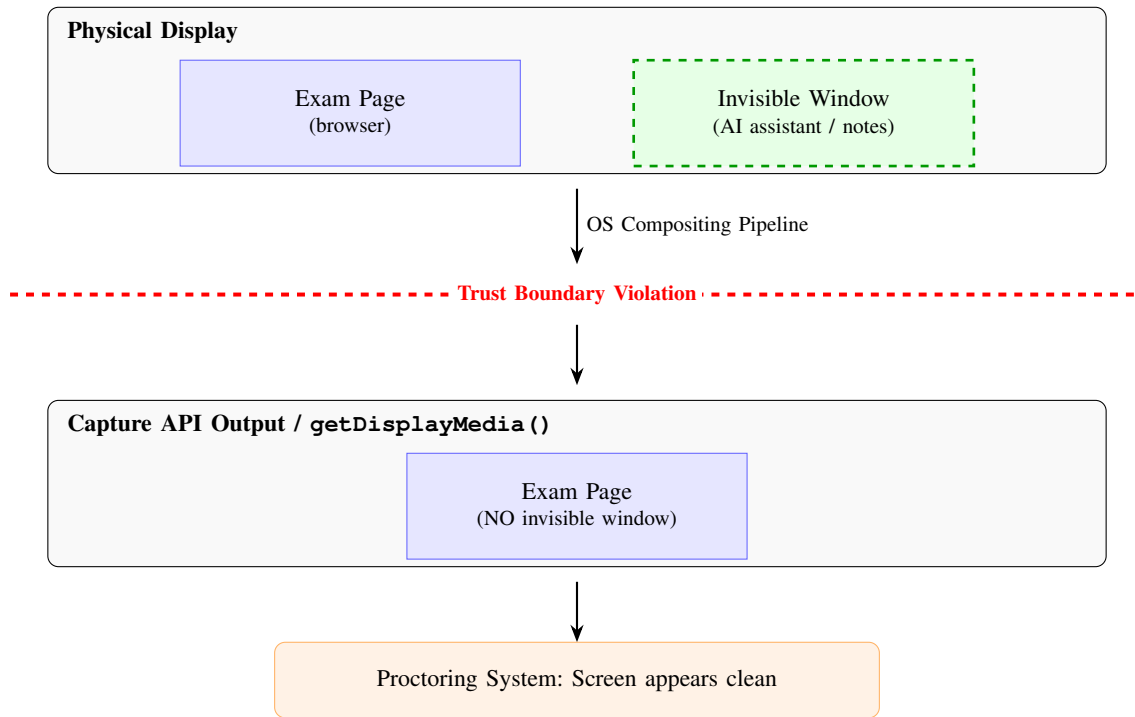 Physical Display
Exam Page
(browser)
Invisible Window
(AI assistant / notes)
OS Compositing Pipeline
Trust Boundary Violation
Capture API Output / getDisplayMedia()
Exam Page
(NO invisible window)
Proctoring System: Screen appears clean